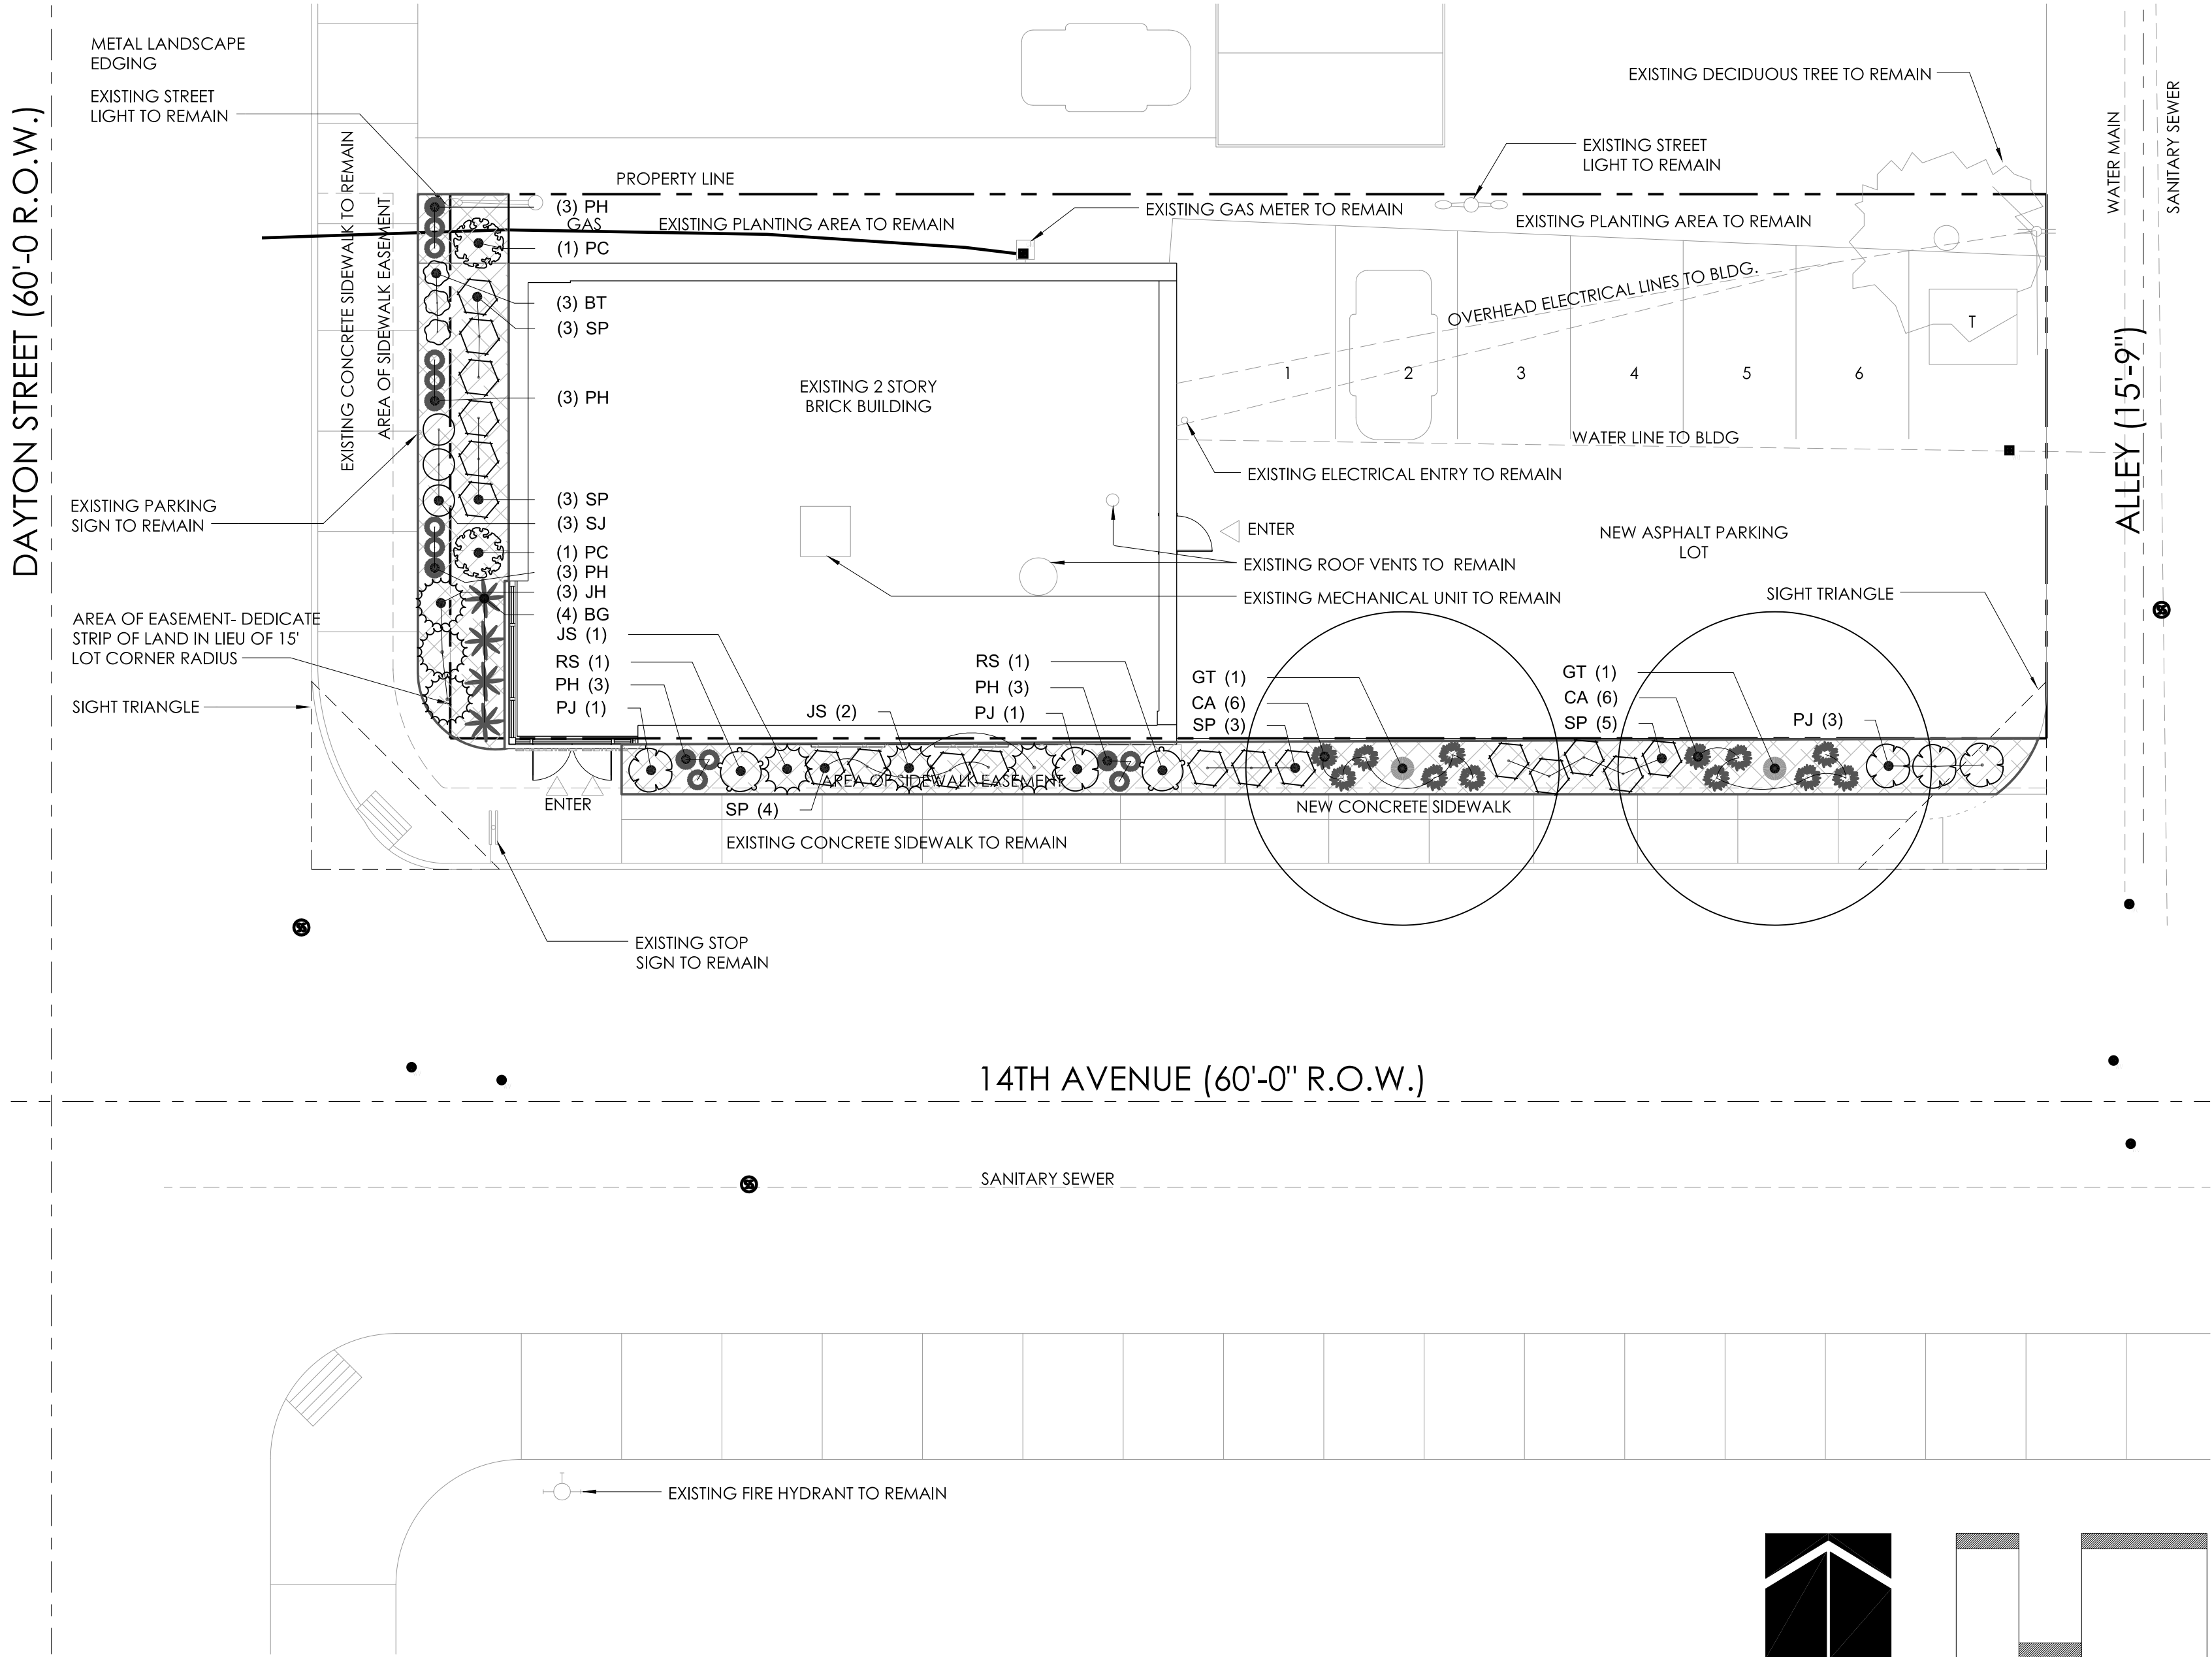 METAL LANDSCAPE
EDGING
EXISTING STREET
LIGHT TO REMAIN
DAYTON STREET (60'-0 R.O.W.)
EXISTING CONCRETE SIDEWALK TO REMAIN
AREA OF SIDEWALK EASEMENT
EXISTING PARKING
SIGN TO REMAIN
AREA OF EASEMENT- DEDICATE
STRIP OF LAND IN LIEU OF 15'
LOT CORNER RADIUS
SIGHT TRIANGLE
PROPERTY LINE
(3) PH
GAS
(1) PC
EXISTING PLANTING AREA TO REMAIN
EXISTING GAS METER TO REMAIN
EXISTING DECIDUOUS TREE TO REMAIN
EXISTING STREET
LIGHT TO REMAIN
EXISTING PLANTING AREA TO REMAIN
WATER MAIN
SANITARY SEWER
ALLEY (15'-9")
(3) BT
(3) SP
(3) PH
(3) SP
(3) SJ
(1) PC
(3) PH
(3) JH
(4) BG
JS (1)
RS (1)
PH (3)
PJ (1)
EXISTING 2 STORY
BRICK BUILDING
OVERHEAD ELECTRICAL LINES TO BLDG.
T
1
2
3
4
5
6
WATER LINE TO BLDG
EXISTING ELECTRICAL ENTRY TO REMAIN
ENTER
EXISTING ROOF VENTS TO REMAIN
EXISTING MECHANICAL UNIT TO REMAIN
NEW ASPHALT PARKING
LOT
SIGHT TRIANGLE
JS (2)
RS (1)
PH (3)
PJ (1)
GT (1)
CA (6)
SP (3)
GT (1)
CA (6)
SP (5)
PJ (3)
AREA OF SIDEWALK EASEMENT
ENTER
SP (4)
NEW CONCRETE SIDEWALK
EXISTING CONCRETE SIDEWALK TO REMAIN
EXISTING STOP
SIGN TO REMAIN
14TH AVENUE (60'-0" R.O.W.)
SANITARY SEWER
EXISTING FIRE HYDRANT TO REMAIN